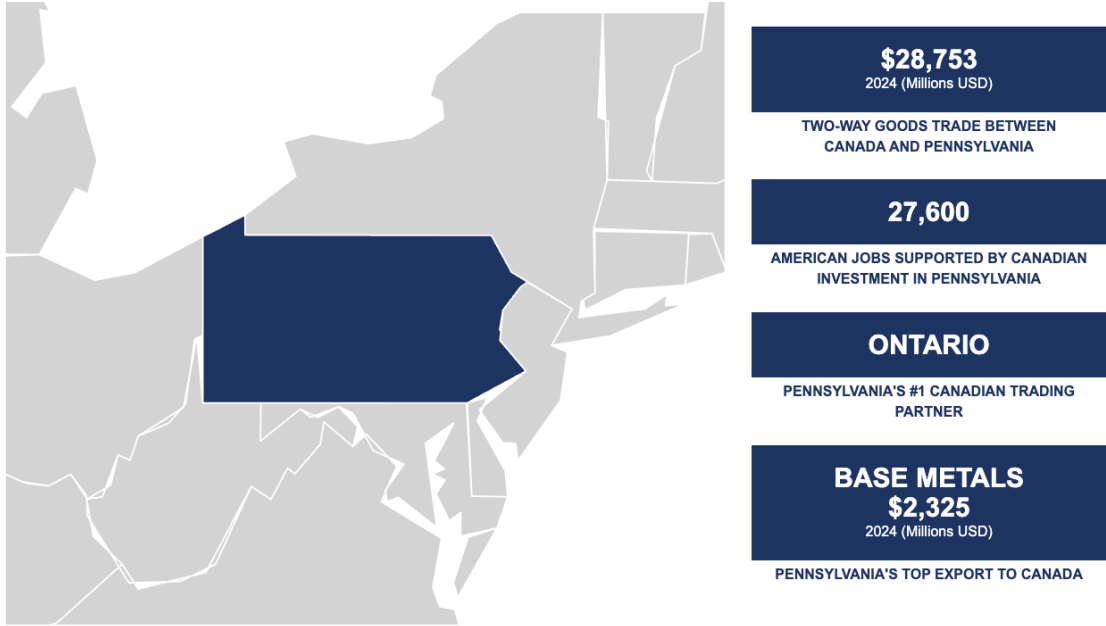 $28,753
2024 (Millions USD)
TWO-WAY GOODS TRADE BETWEEN
CANADA AND PENNSYLVANIA
27,600
AMERICAN JOBS SUPPORTED BY CANADIAN
INVESTMENT IN PENNSYLVANIA
ONTARIO
PENNSYLVANIA'S #1 CANADIAN TRADING
PARTNER
BASE METALS
$2,325
2024 (Millions USD)
PENNSYLVANIA'S TOP EXPORT TO CANADA